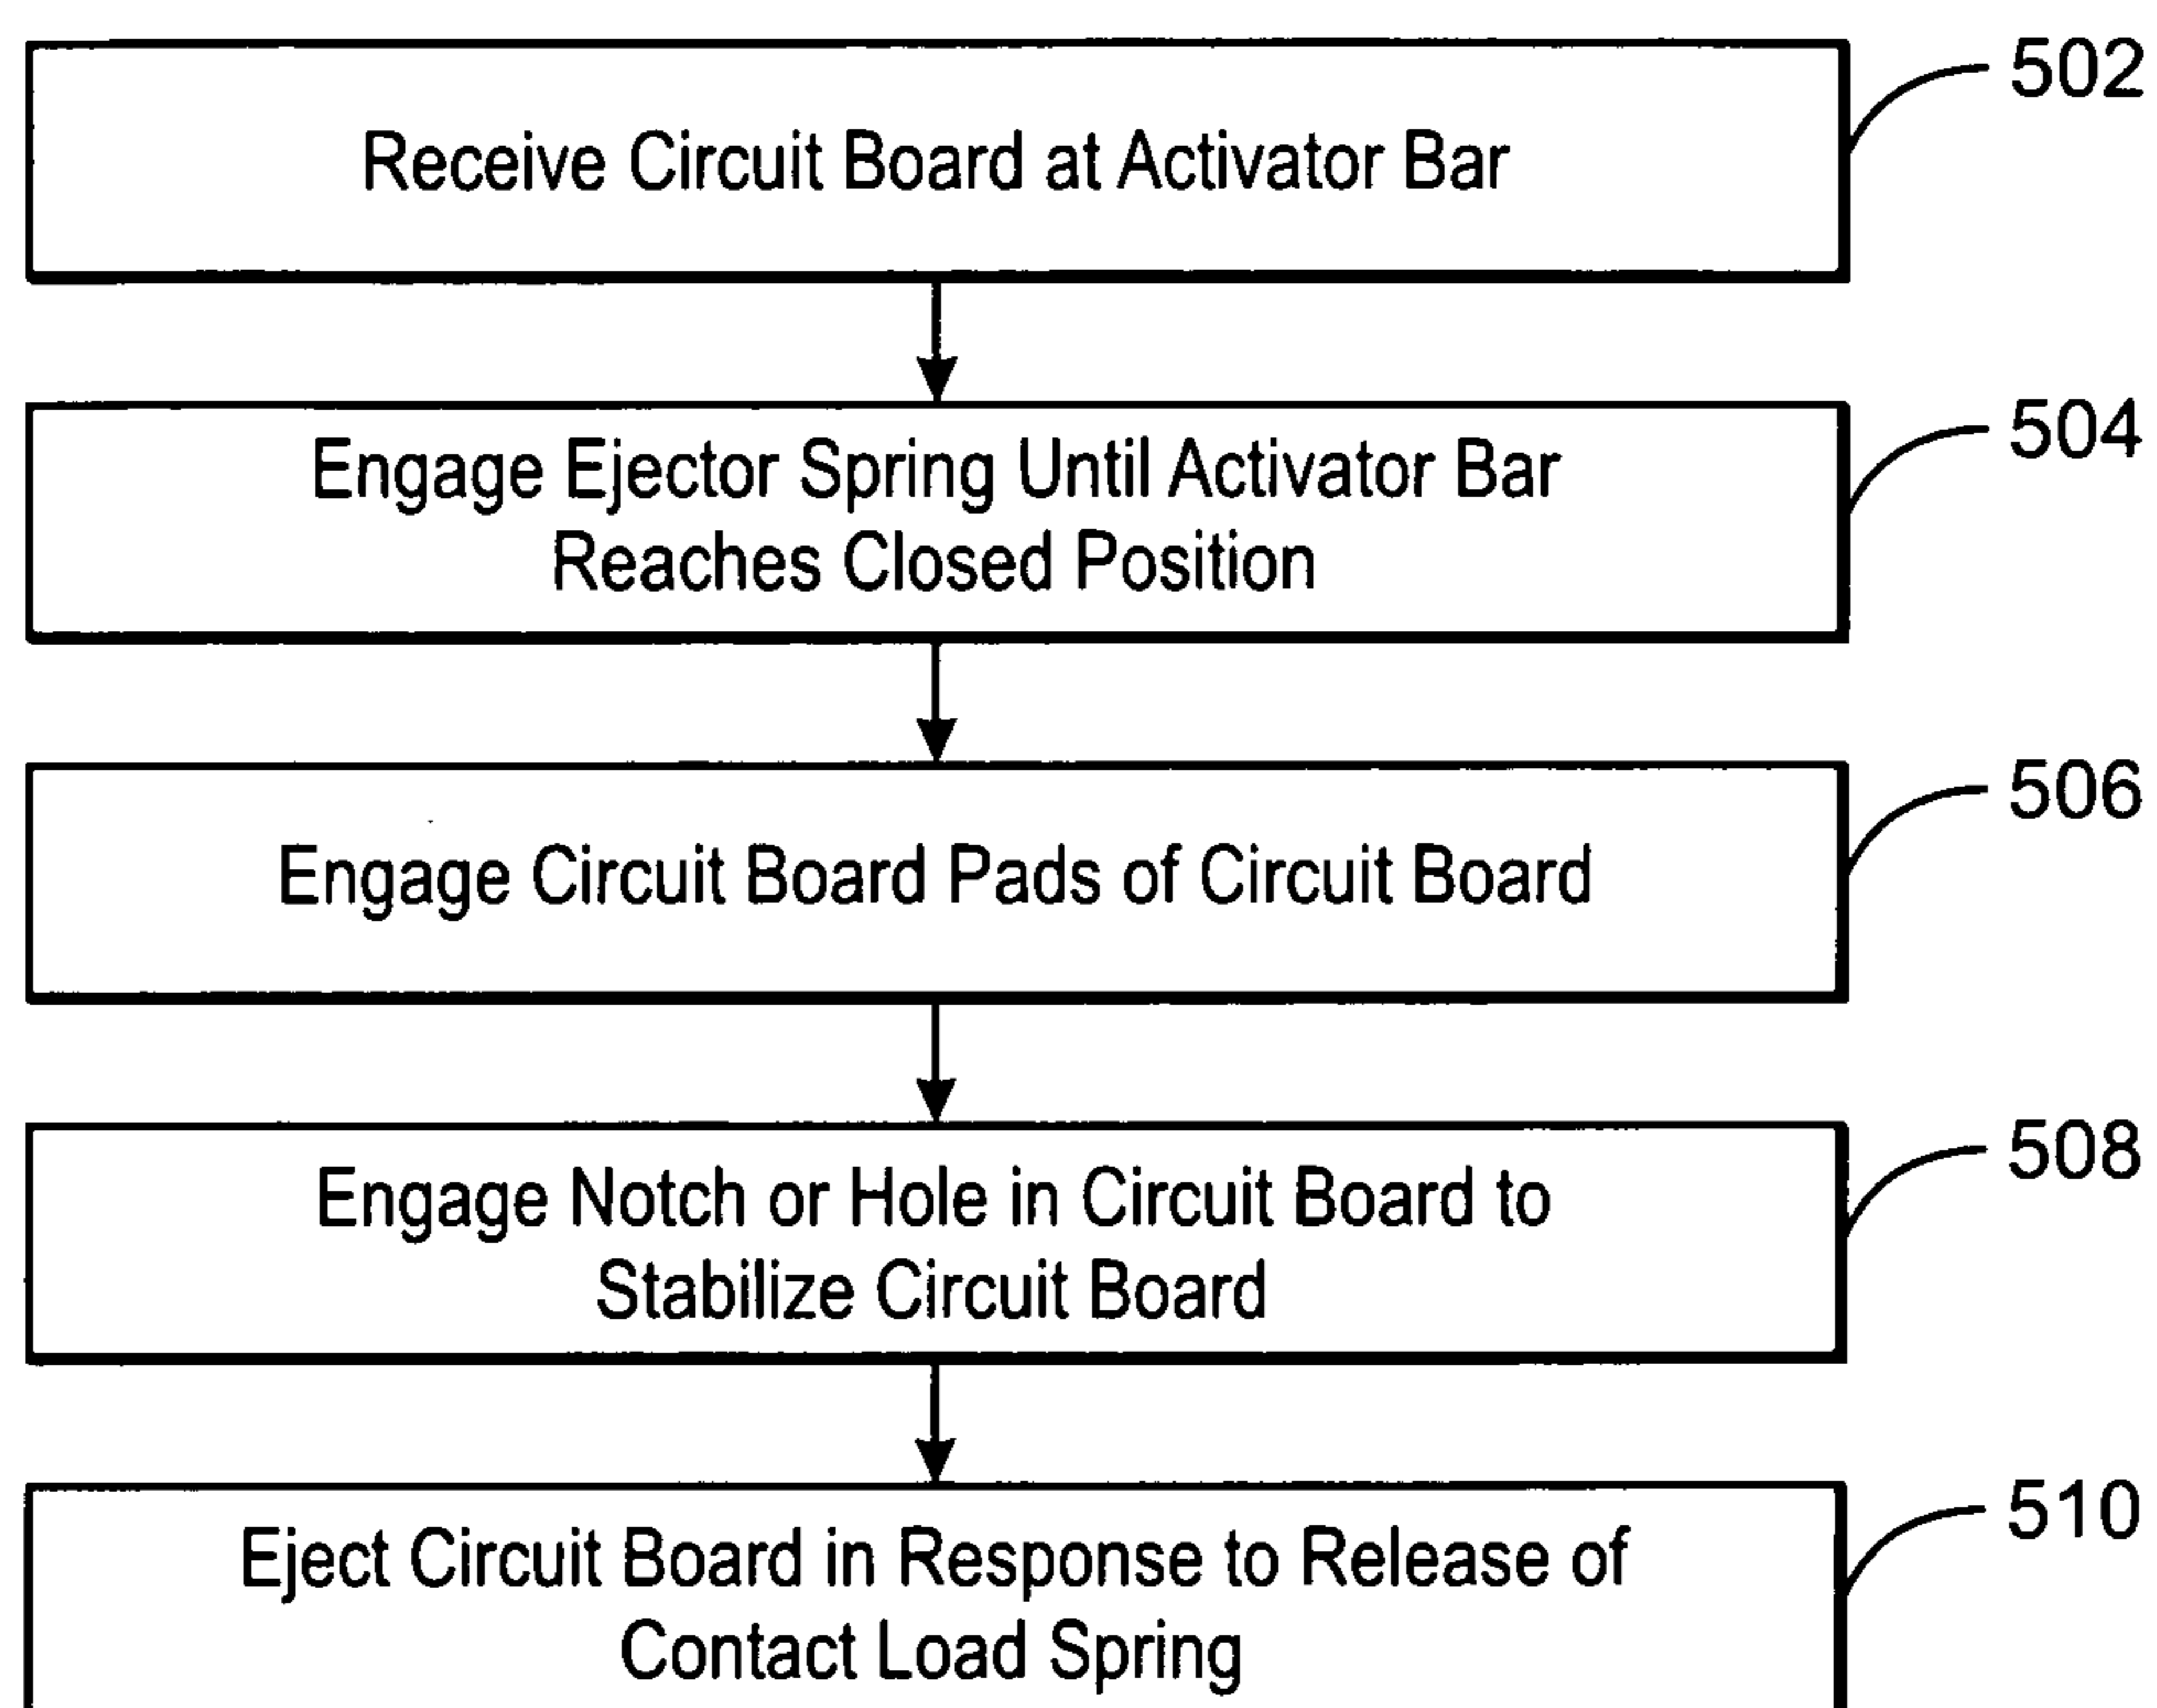 502
Receive Circuit Board at Activator Bar
504
Engage Ejector Spring Until Activator Bar
Reaches Closed Position
506
Engage Circuit Board Pads of Circuit Board
508
Engage Notch or Hole in Circuit Board to
Stabilize Circuit Board
510
Eject Circuit Board in Response to Release of
Contact Load Spring